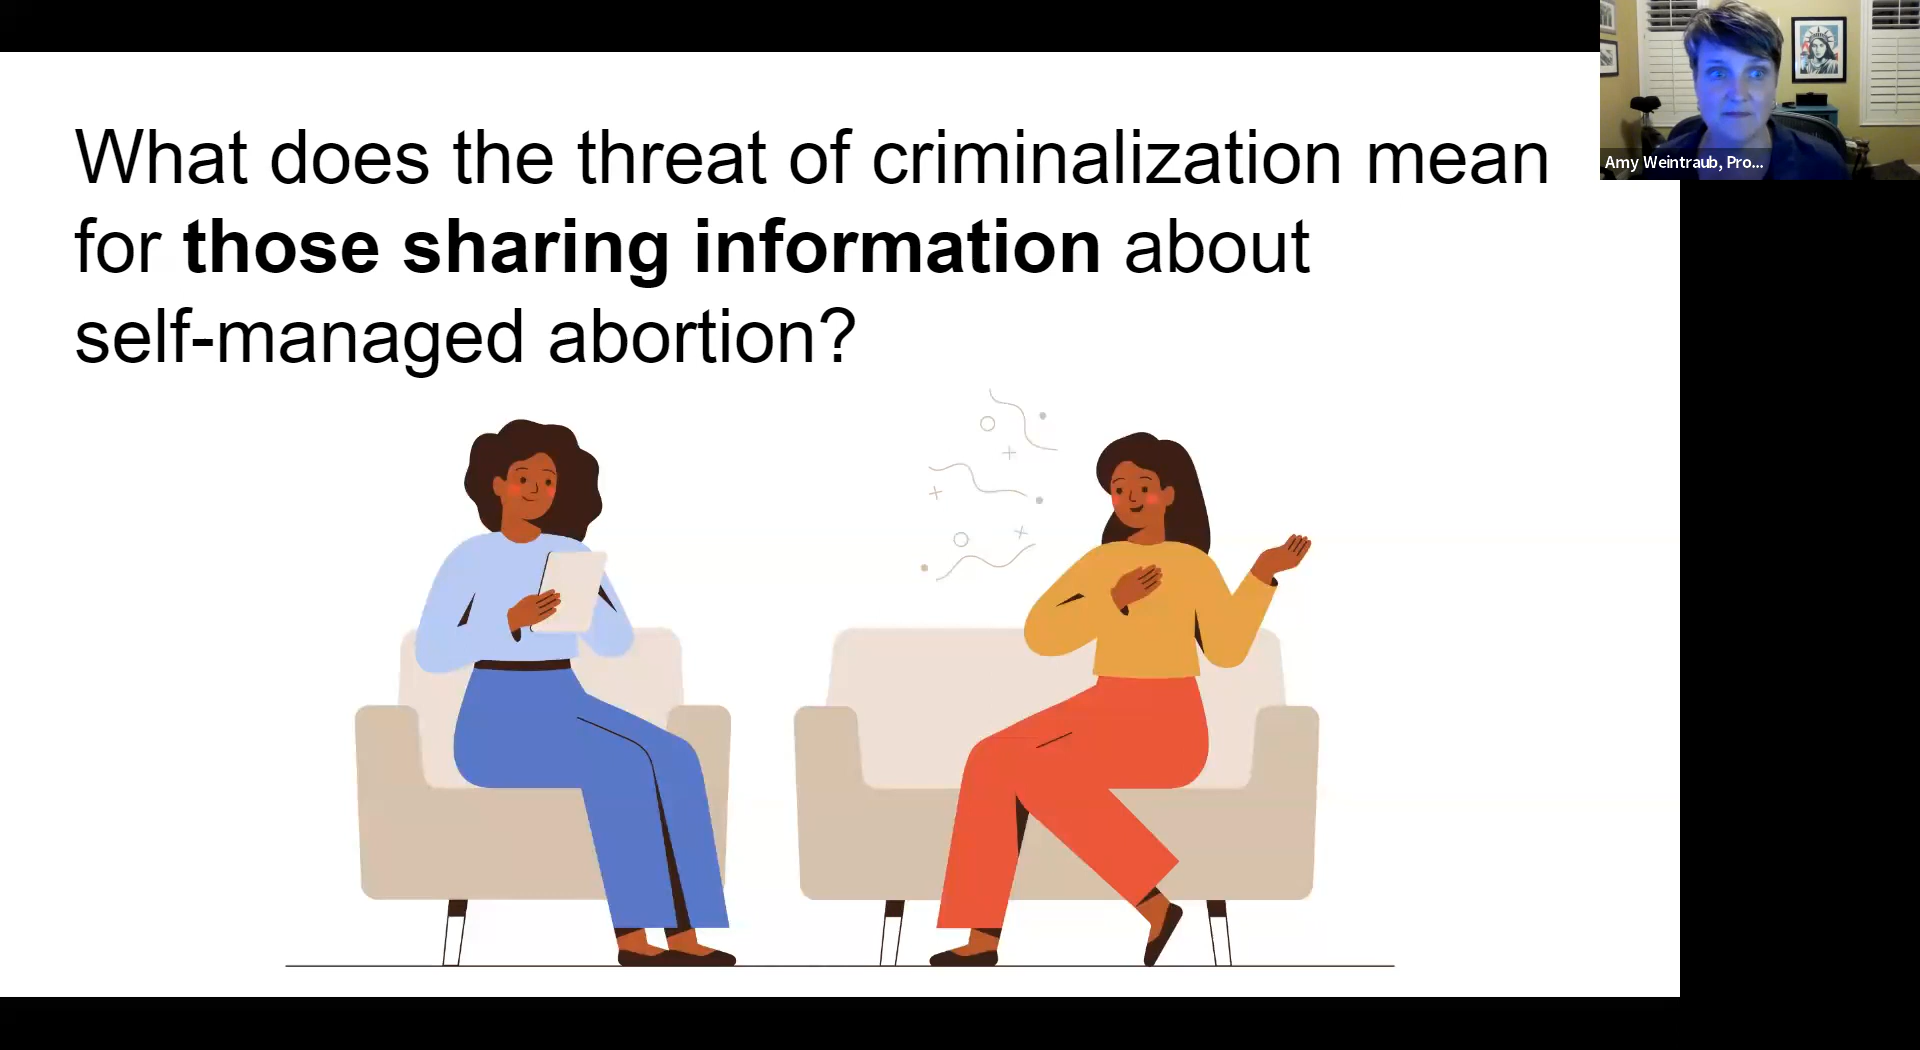 What does the threat of criminalization mean
for those sharing information about
self-managed abortion?
Amy Weintraub, Pro...